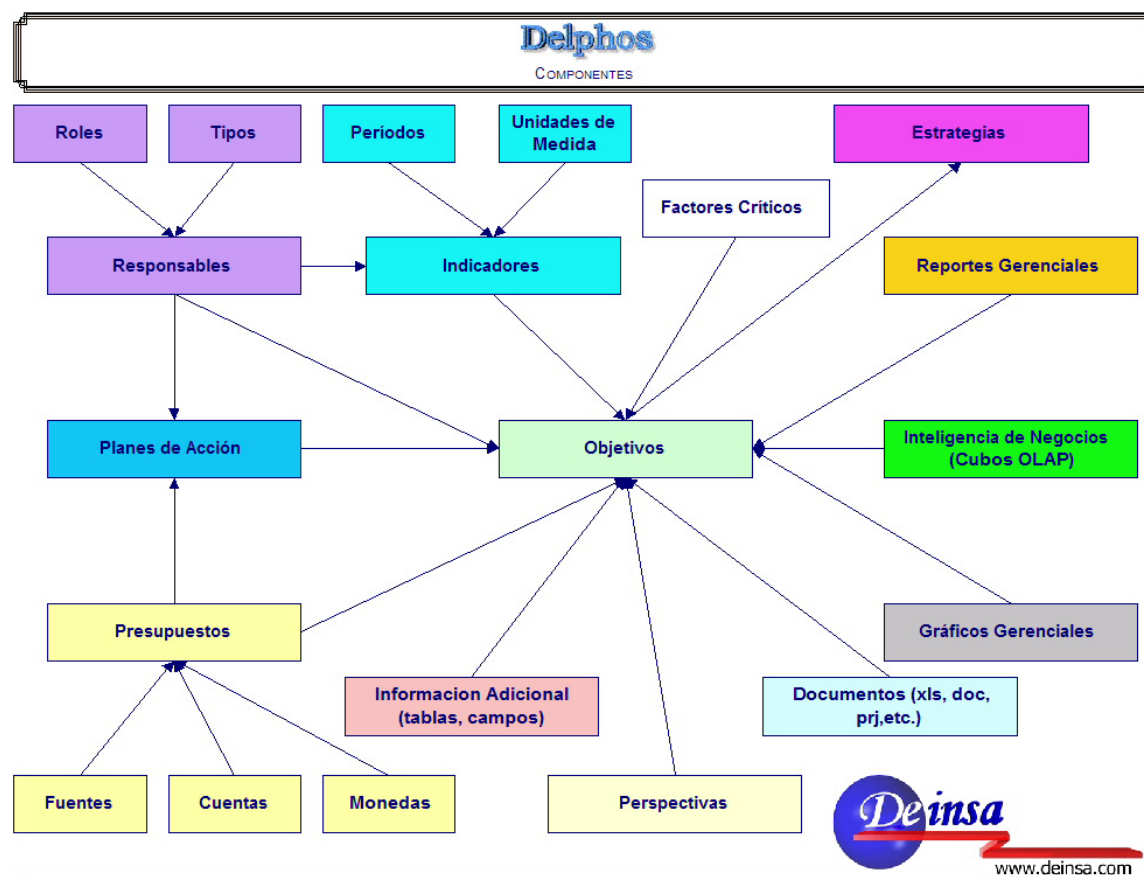 Delphos
COMPONENTES
Roles
Tipos
Períodos
Unidades de
Medida
Estrategias
Factores Críticos
Responsables
Indicadores
Reportes Gerenciales
Planes de Acción
Objetivos
Inteligencia de Negocios
(Cubos OLAP)
Presupuestos
Gráficos Gerenciales
Informacion Adicional
(tablas, campos)
Documentos (xls, doc,
prj,etc.)
Fuentes
Cuentas
Monedas
Perspectivas
Deinsa
www.deinsa.com